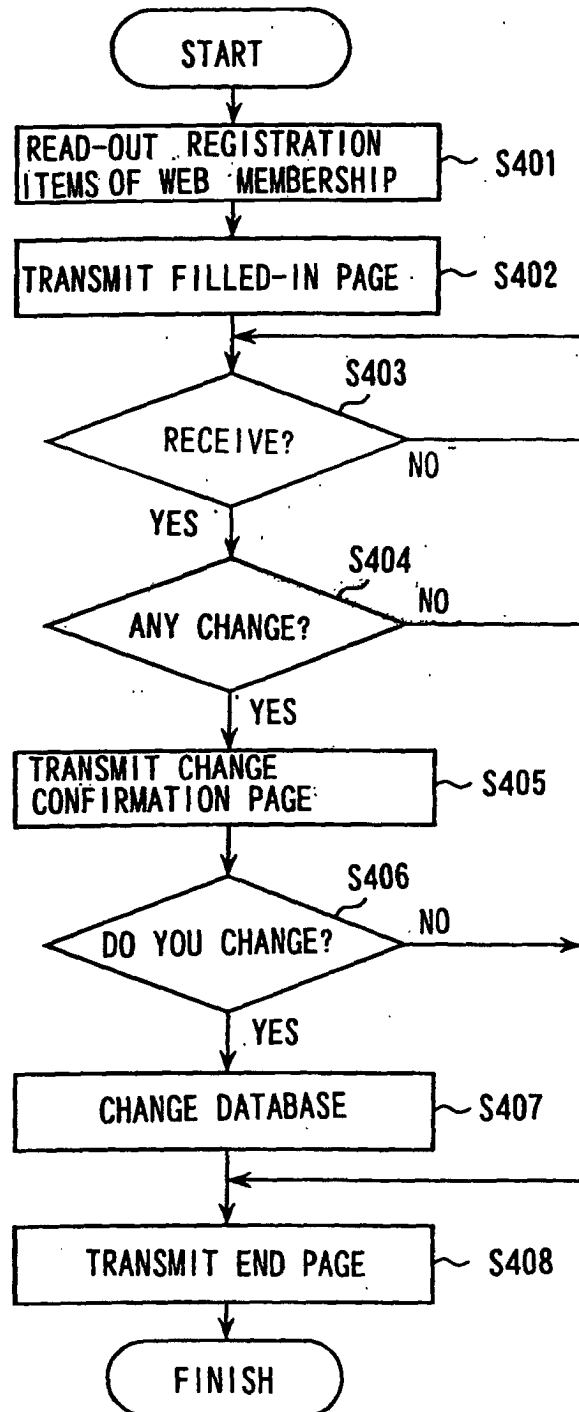 START
READ-OUT REGISTRATION
ITEMS OF WEB MEMBERSHIP
S401
TRANSMIT FILLED-IN PAGE
S402
S403
RECEIVE?
NO
YES
S404
ANY CHANGE?
NO
YES
TRANSMIT CHANGE
CONFIRMATION PAGE
S405
S406
DO YOU CHANGE?
NO
YES
CHANGE DATABASE
S407
TRANSMIT END PAGE
S408
FINISH